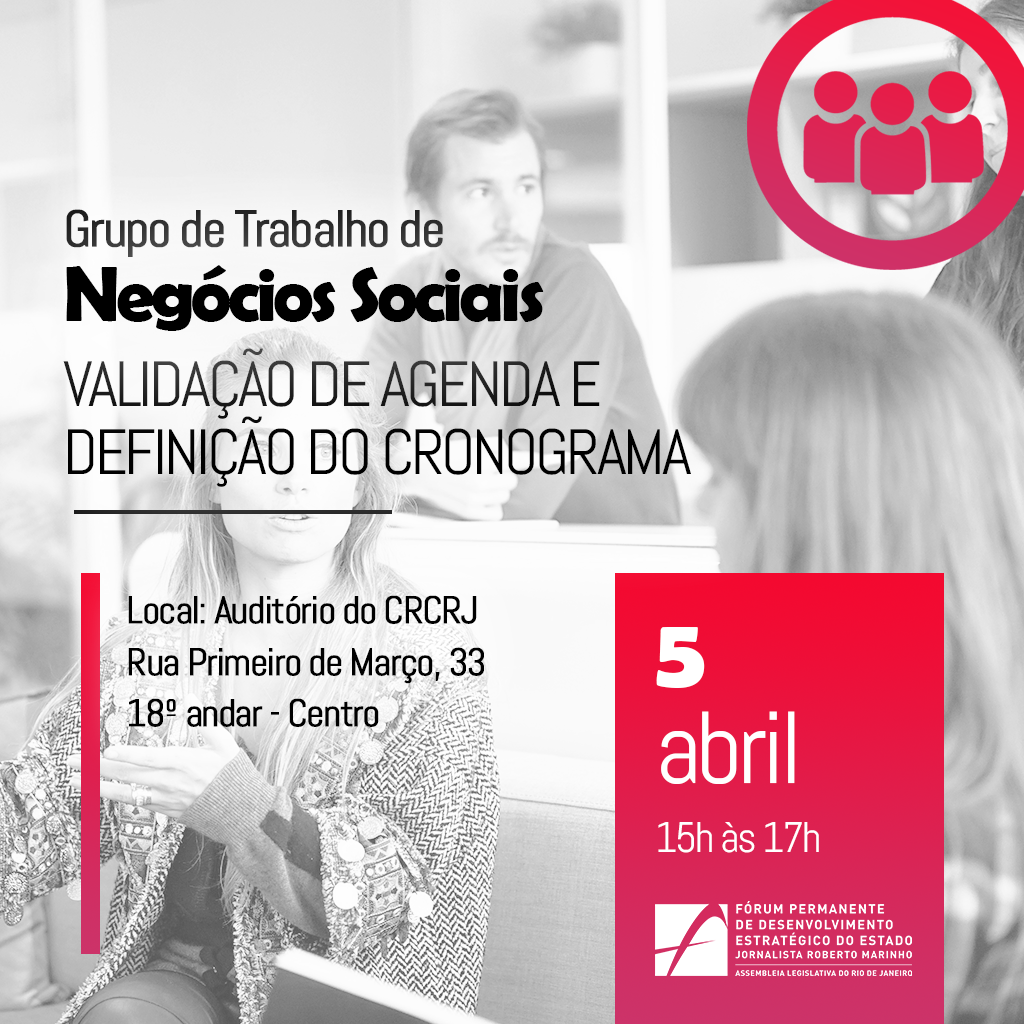 Grupo de Trabalho de
Negócios Sociais
VALIDAÇÃO DE AGENDA E
DEFINIÇÃO DO CRONOGRAMA
Local: Auditório do CRCRJ
Rua Primeiro de Março, 33
18º andar - Centro
5
abril
15h às 17h
FÓRUM PERMANENTE
DE DESENVOLVIMENTO
ESTRATÉGICO DO ESTADO
JORNALISTA ROBERTO MARINHO
ASSEMBLEIA LEGISLATIVA DO RIO DE JANEIRO